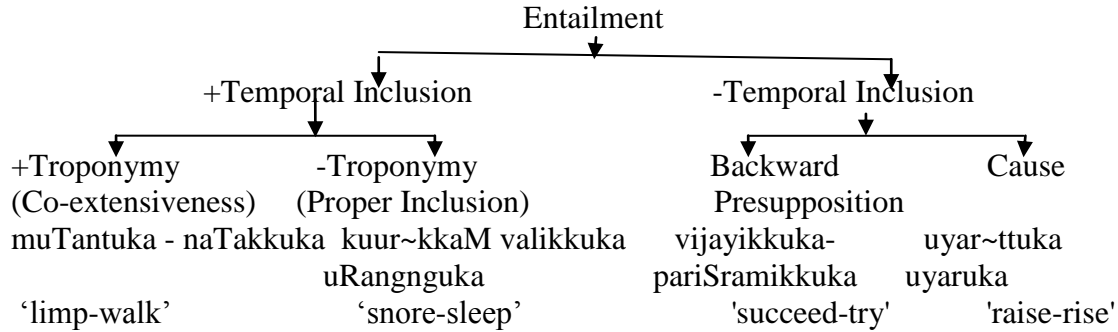 Entailment
+Temporal Inclusion -Temporal Inclusion
+Troponymy -Troponymy Backward Cause
(Co-extensiveness) (Proper Inclusion) Presupposition
muTantuka - naTakkuka kuur~kkaM valikkuka vijayikkuka- uyar~ttuka
uRangnguka pariSramikkuka uyaruka
‘limp-walk’ ‘snore-sleep’ 'succeed-try' 'raise-rise'